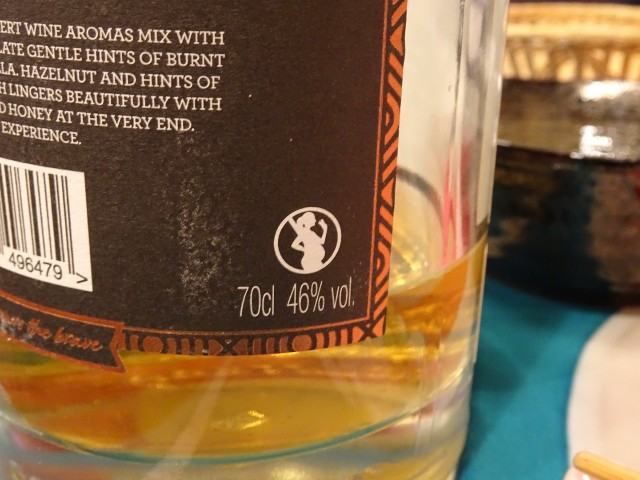 ERT WINE AROMAS MIX WITH
LATE GENTLE HINTS OF BURNT
LA. HAZELNUT AND HINTS OF
H LINGERS BEAUTIFULLY WITH
D HONEY AT THE VERY END.
EXPERIENCE.
496479 >
70cl 46% vol.
the brave